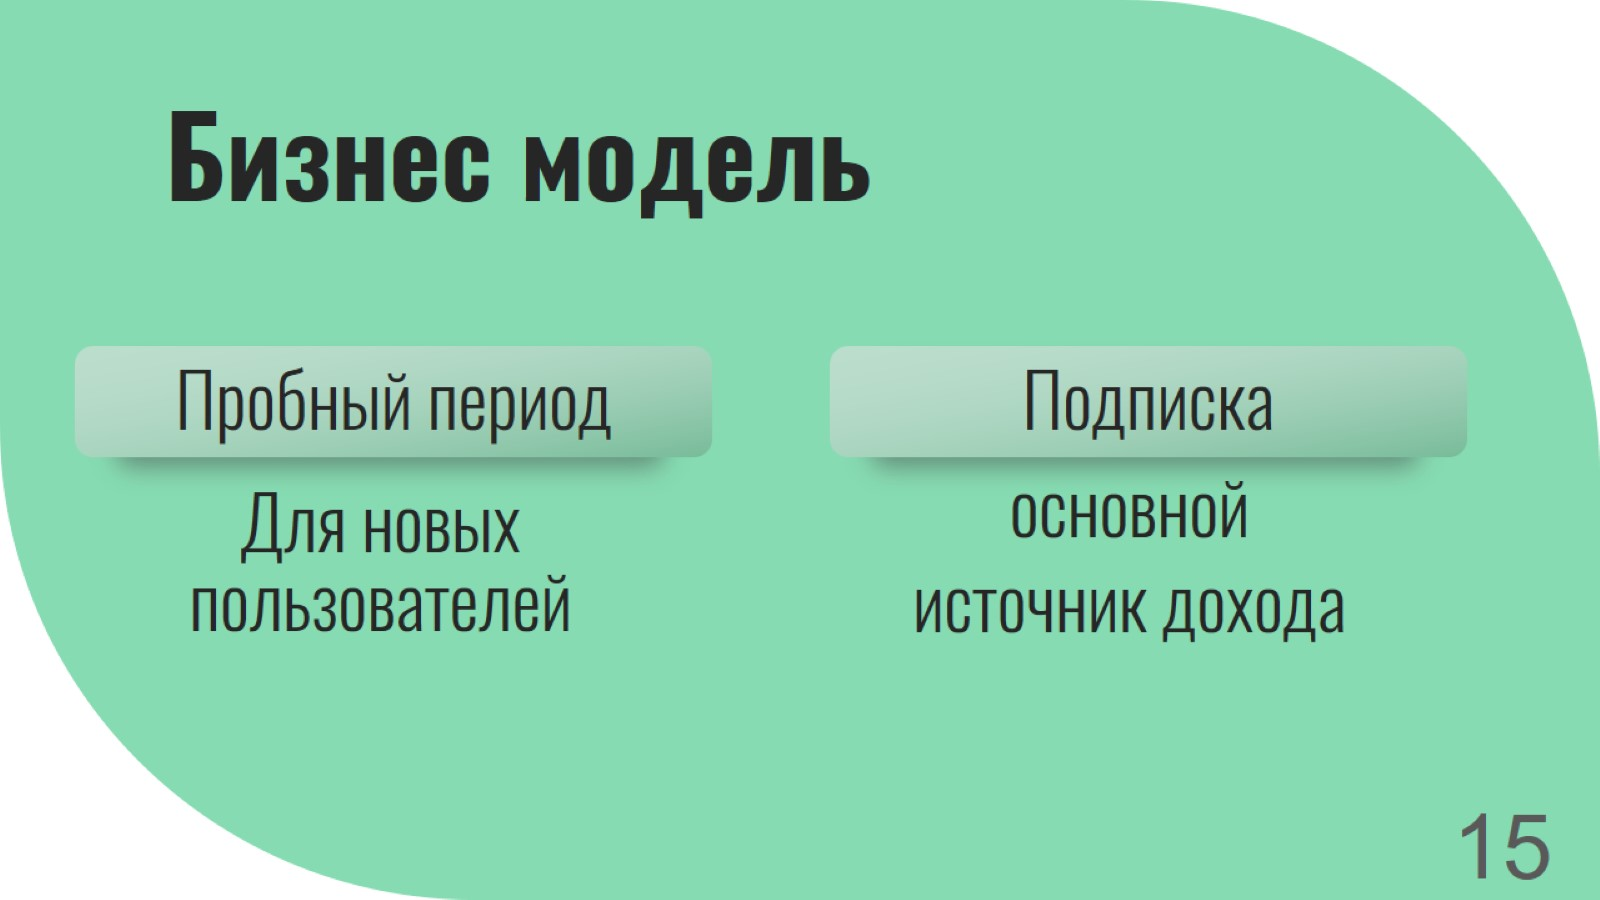 Бизнес модель
Пробный период
Для новых
пользователей
Подписка
основной
источник дохода
15